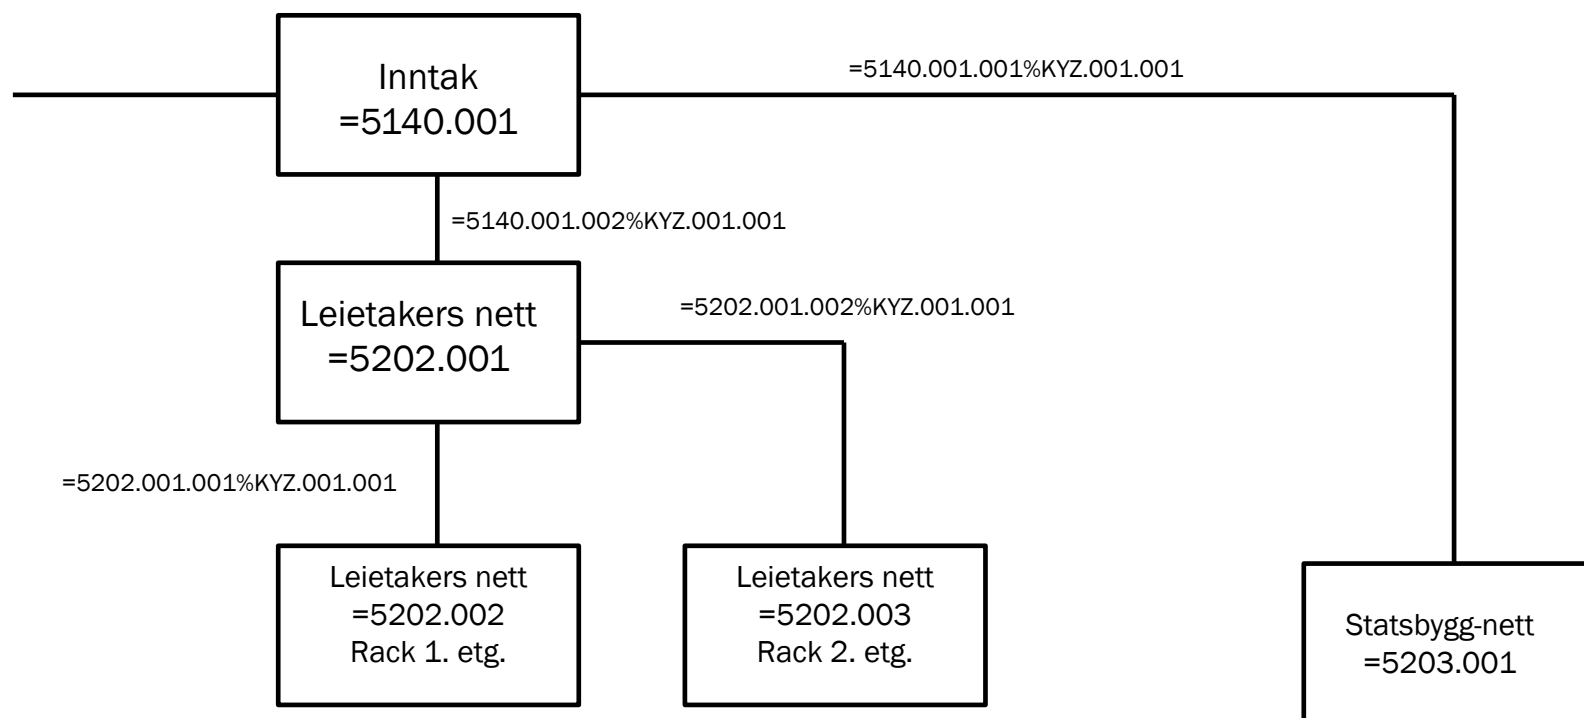 Inntak
=5140.001
=5140.001.001%KYZ.001.001
=5140.001.002%KYZ.001.001
Leietakers nett
=5202.001
=5202.001.002%KYZ.001.001
=5202.001.001%KYZ.001.001
Leietakers nett
=5202.002
Rack 1. etg.
Leietakers nett
=5202.003
Rack 2. etg.
Statsbygg-nett
=5203.001